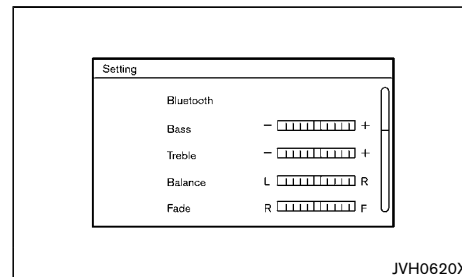 Setting
Bluetooth
Bass − +
Treble − +
Balance L R
Fade R F
JVH0620X